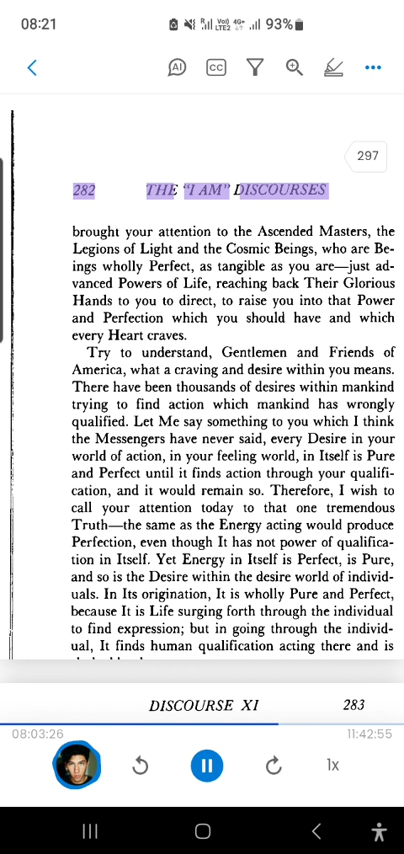 08:21
93%
AI
CC
297
282 THE "I AM" DISCOURSES
brought your attention to the Ascended Masters, the
Legions of Light and the Cosmic Beings, who are Be-
ings wholly Perfect, as tangible as you are—just ad-
vanced Powers of Life, reaching back Their Glorious
Hands to you to direct, to raise you into that Power
and Perfection which you should have and which
every Heart craves.
Try to understand, Gentlemen and Friends of
America, what a craving and desire within you means.
There have been thousands of desires within mankind
trying to find action which mankind has wrongly
qualified. Let Me say something to you which I think
the Messengers have never said, every Desire in your
world of action, in your feeling world, in Itself is Pure
and Perfect until it finds action through your qualifi-
cation, and it would remain so. Therefore, I wish to
call your attention today to that one tremendous
Truth—the same as the Energy acting would produce
Perfection, even though It has not power of qualifica-
tion in Itself. Yet Energy in Itself is Perfect, is Pure,
and so is the Desire within the desire world of individ-
uals. In Its origination, It is wholly Pure and Perfect,
because It is Life surging forth through the individual
to find expression; but in going through the individ-
ual, It finds human qualification acting there and is
DISCOURSE XI 283
08:03:26 11:42:55
1x